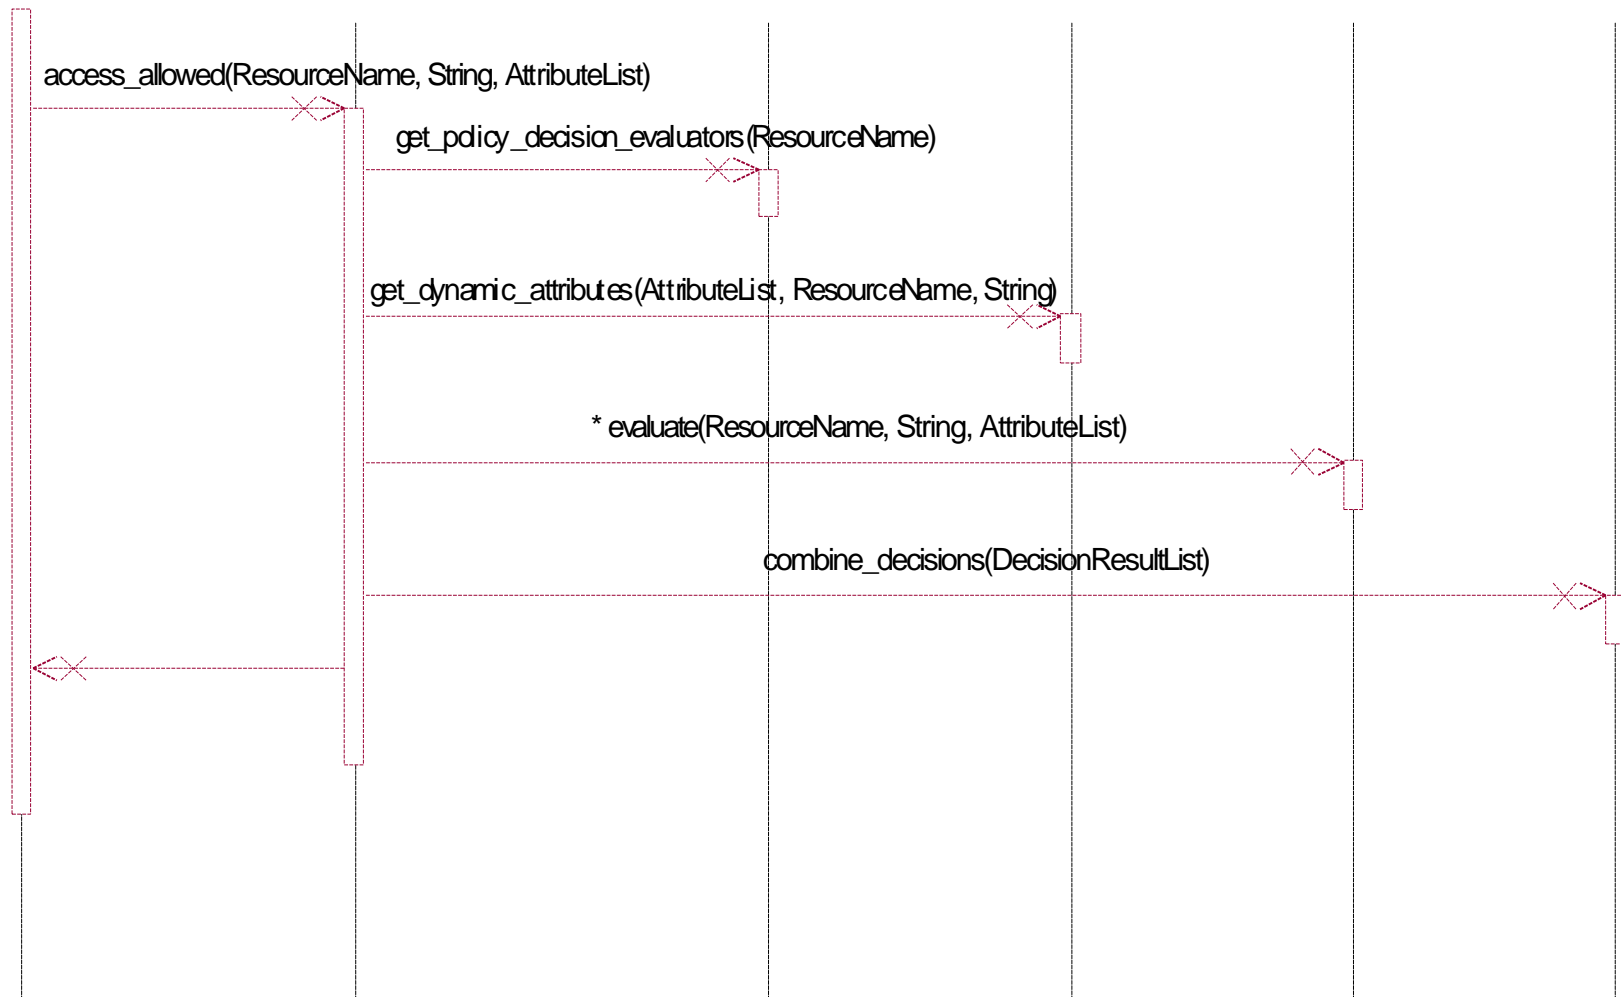 access_allowed(ResourceName, String, AttributeList)
get_policy_decision_evaluators(ResourceName)
get_dynamic_attributes(AttributeList, ResourceName, String)
* evaluate(ResourceName, String, AttributeList)
combine_decisions(DecisionResultList)